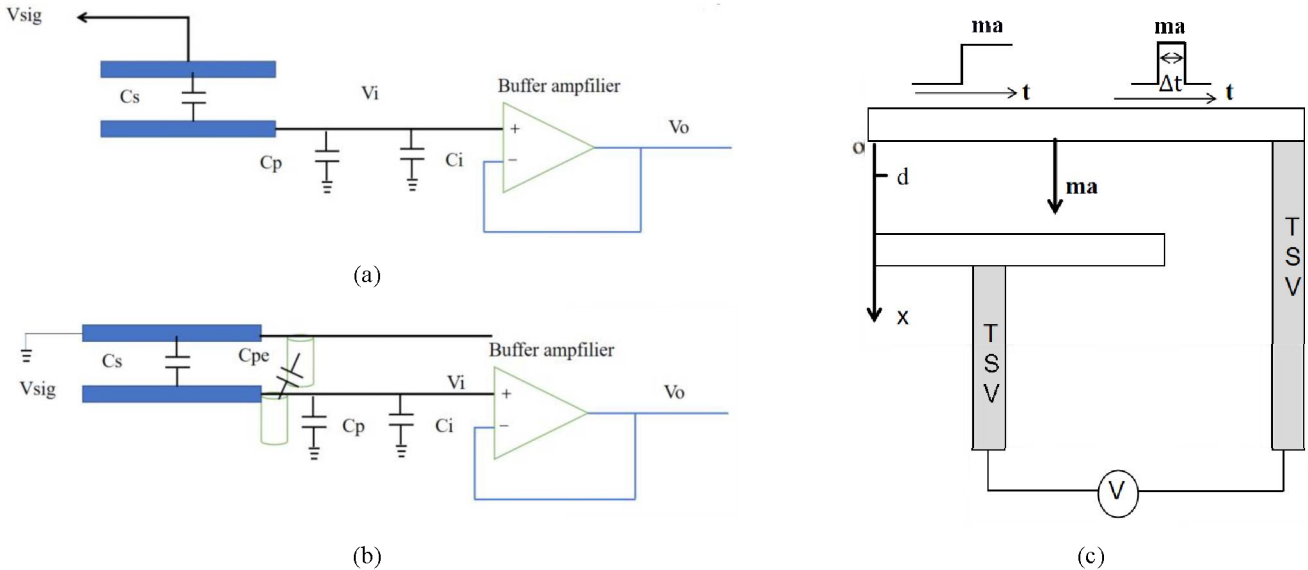 Vsig
Cs
Vi
Buffer ampfilier
Vo
Cp
Ci
+
−
(a)
Cs
Cpe
Buffer ampfilier
Vsig
Vi
Vo
Cp
Ci
+
−
(b)
ma
ma
Δt
t
t
o
d
ma
x
T
S
V
T
S
V
V
(c)